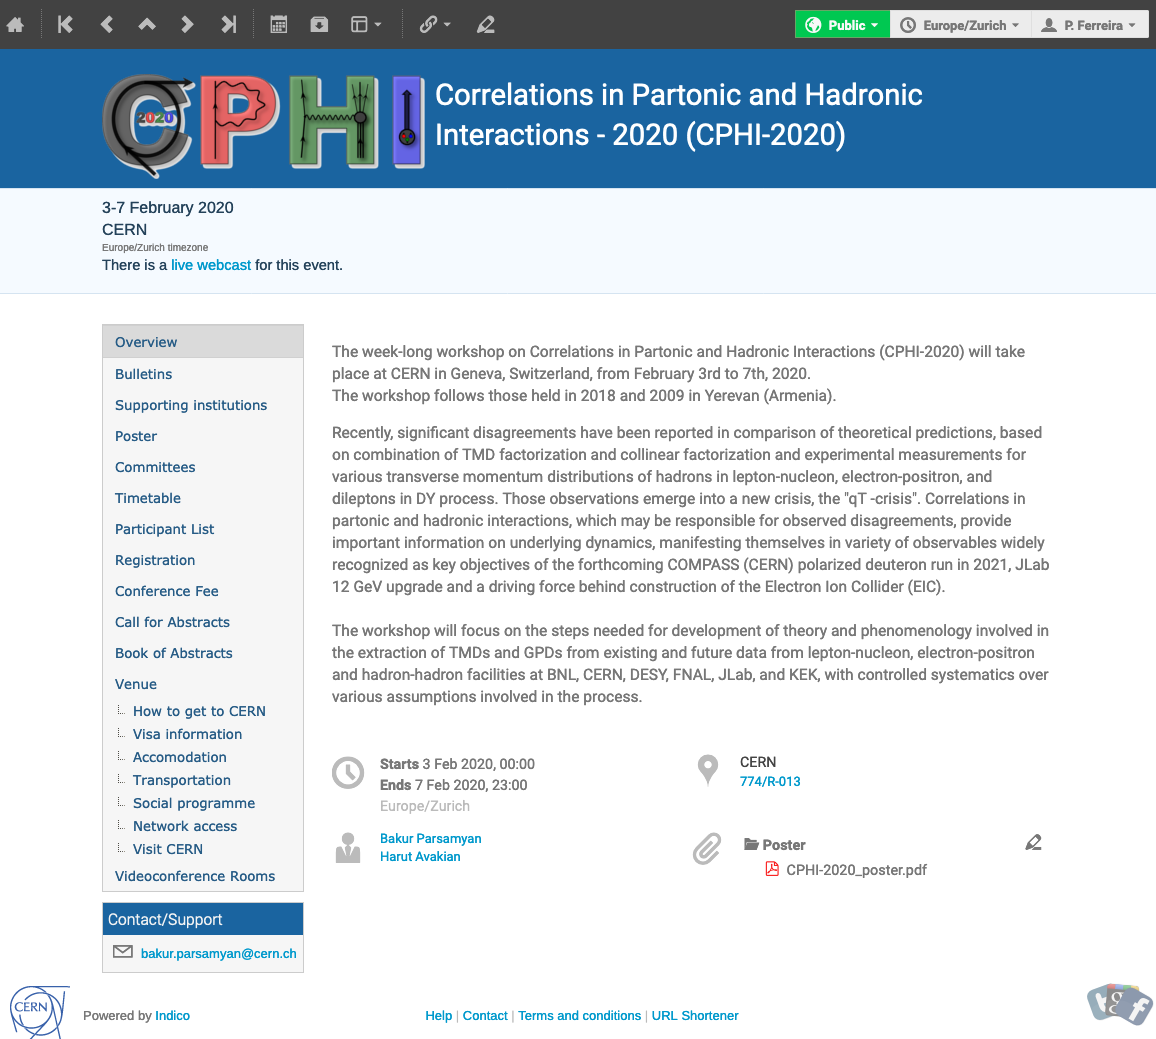 Public
Europe/Zurich
P. Ferreira
CPHI
2020
Correlations in Partonic and Hadronic
Interactions - 2020 (CPHI-2020)
3-7 February 2020
CERN
Europe/Zurich timezone
There is a live webcast for this event.
Overview
Bulletins
Supporting institutions
Poster
Committees
Timetable
Participant List
Registration
Conference Fee
Call for Abstracts
Book of Abstracts
Venue
How to get to CERN
Visa information
Accomodation
Transportation
Social programme
Network access
Visit CERN
Videoconference Rooms
Contact/Support
bakur.parsamyan@cern.ch
The week-long workshop on Correlations in Partonic and Hadronic Interactions (CPHI-2020) will take
place at CERN in Geneva, Switzerland, from February 3rd to 7th, 2020.
The workshop follows those held in 2018 and 2009 in Yerevan (Armenia).
Recently, significant disagreements have been reported in comparison of theoretical predictions, based
on combination of TMD factorization and collinear factorization and experimental measurements for
various transverse momentum distributions of hadrons in lepton-nucleon, electron-positron, and
dileptons in DY process. Those observations emerge into a new crisis, the "qT -crisis". Correlations in
partonic and hadronic interactions, which may be responsible for observed disagreements, provide
important information on underlying dynamics, manifesting themselves in variety of observables widely
recognized as key objectives of the forthcoming COMPASS (CERN) polarized deuteron run in 2021, JLab
12 GeV upgrade and a driving force behind construction of the Electron Ion Collider (EIC).
The workshop will focus on the steps needed for development of theory and phenomenology involved in
the extraction of TMDs and GPDs from existing and future data from lepton-nucleon, electron-positron
and hadron-hadron facilities at BNL, CERN, DESY, FNAL, JLab, and KEK, with controlled systematics over
various assumptions involved in the process.
Starts 3 Feb 2020, 00:00
Ends 7 Feb 2020, 23:00
Europe/Zurich
CERN
774/R-013
Bakur Parsamyan
Harut Avakian
Poster
CPHI-2020_poster.pdf
CERN
Powered by Indico
Help | Contact | Terms and conditions | URL Shortener
t g f